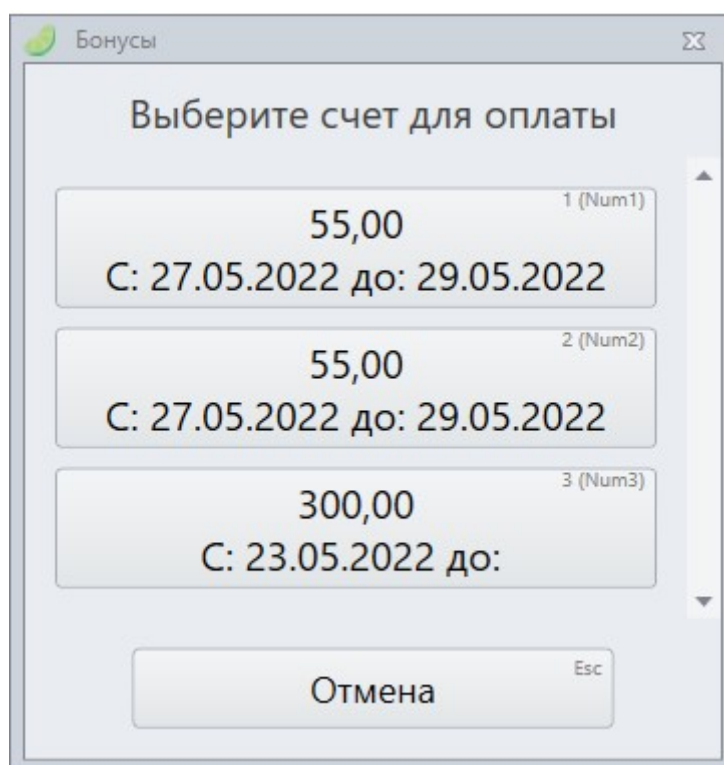 Бонусы
Выберите счет для оплаты
1 (Num1)
55,00
С: 27.05.2022 до: 29.05.2022
2 (Num2)
55,00
С: 27.05.2022 до: 29.05.2022
3 (Num3)
300,00
С: 23.05.2022 до:
Esc
Отмена